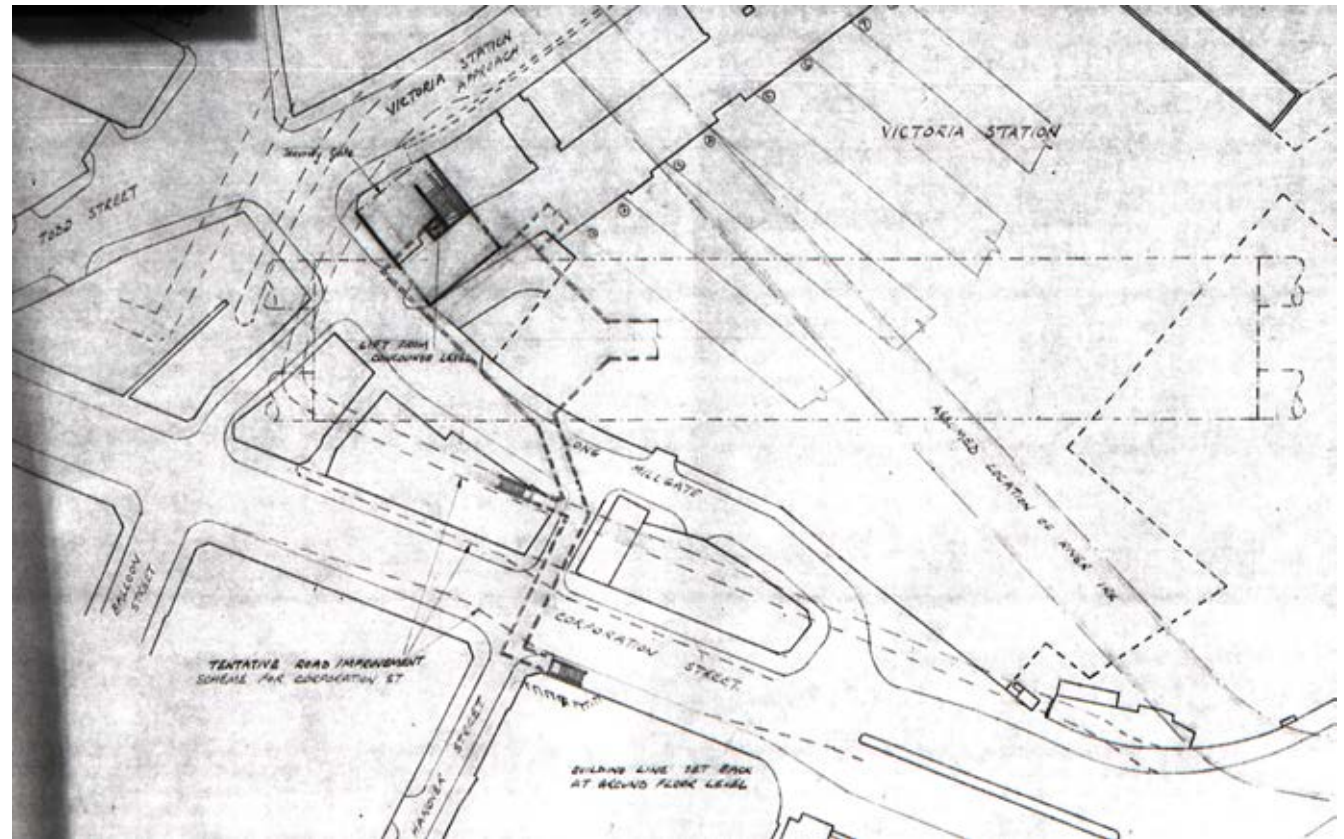 VICTORIA STATION
APPROACH
VICTORIA STATION
TODD STREET
LIFT FROM
CONCOURSE LEVEL
LONG MILLGATE
ASSUMED LOCATION OF RIVER IRK
BALLOON
STREET
CORPORATION STREET.
TENTATIVE ROAD IMPROVEMENT
SCHEME FOR CORPORATION ST
HANOVER STREET
BUILDING LINE SET BACK
AT GROUND FLOOR LEVEL